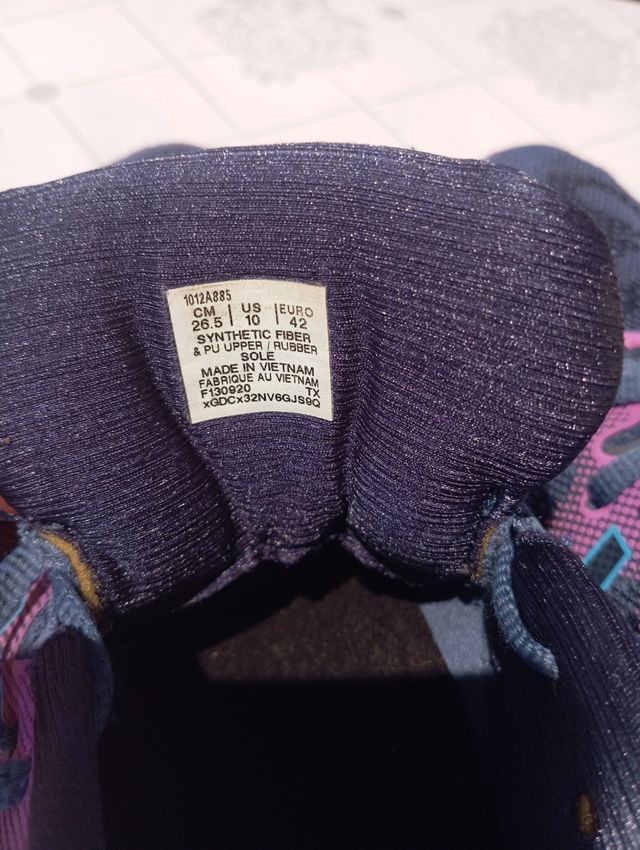 1012A885
CM | US | EURO
26.5 | 10 | 42
SYNTHETIC FIBER
& PU UPPER / RUBBER
SOLE
MADE IN VIETNAM
FABRIQUE AU VIETNAM
F130920 TX
xGDCx32NV6GJS9Q